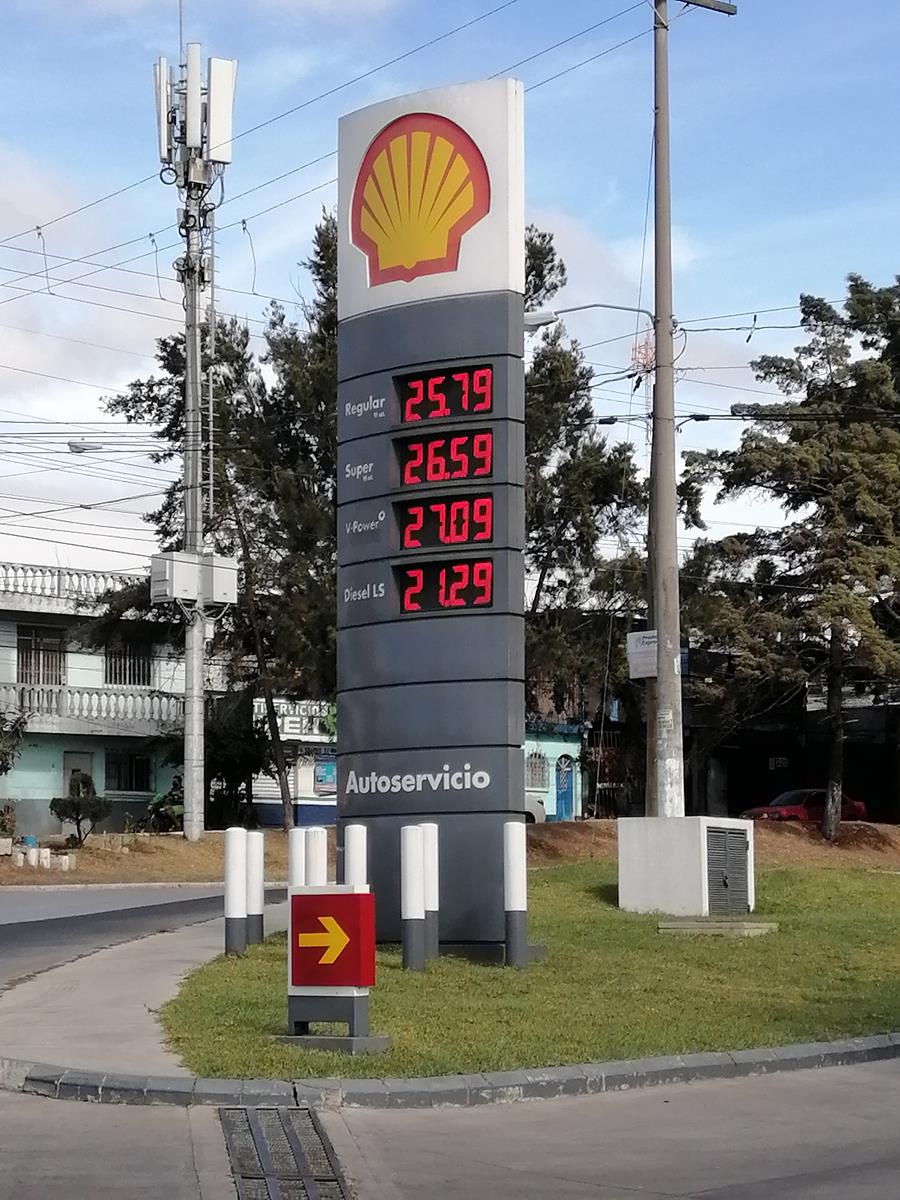 Regular 25.79
Super 26.59
V-Power 27.09
Diesel LS 21.29
Autoservicio